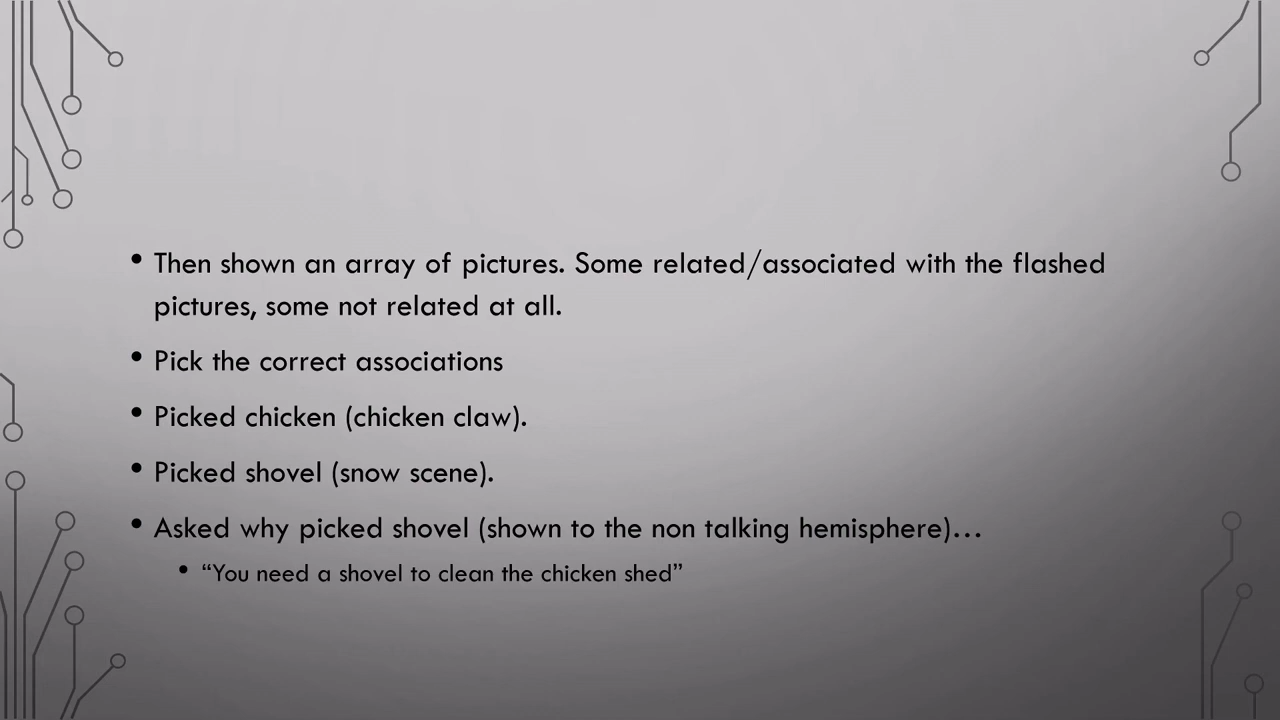 • Then shown an array of pictures. Some related/associated with the flashed
pictures, some not related at all.
• Pick the correct associations
• Picked chicken (chicken claw).
• Picked shovel (snow scene).
• Asked why picked shovel (shown to the non talking hemisphere)…
• “You need a shovel to clean the chicken shed”